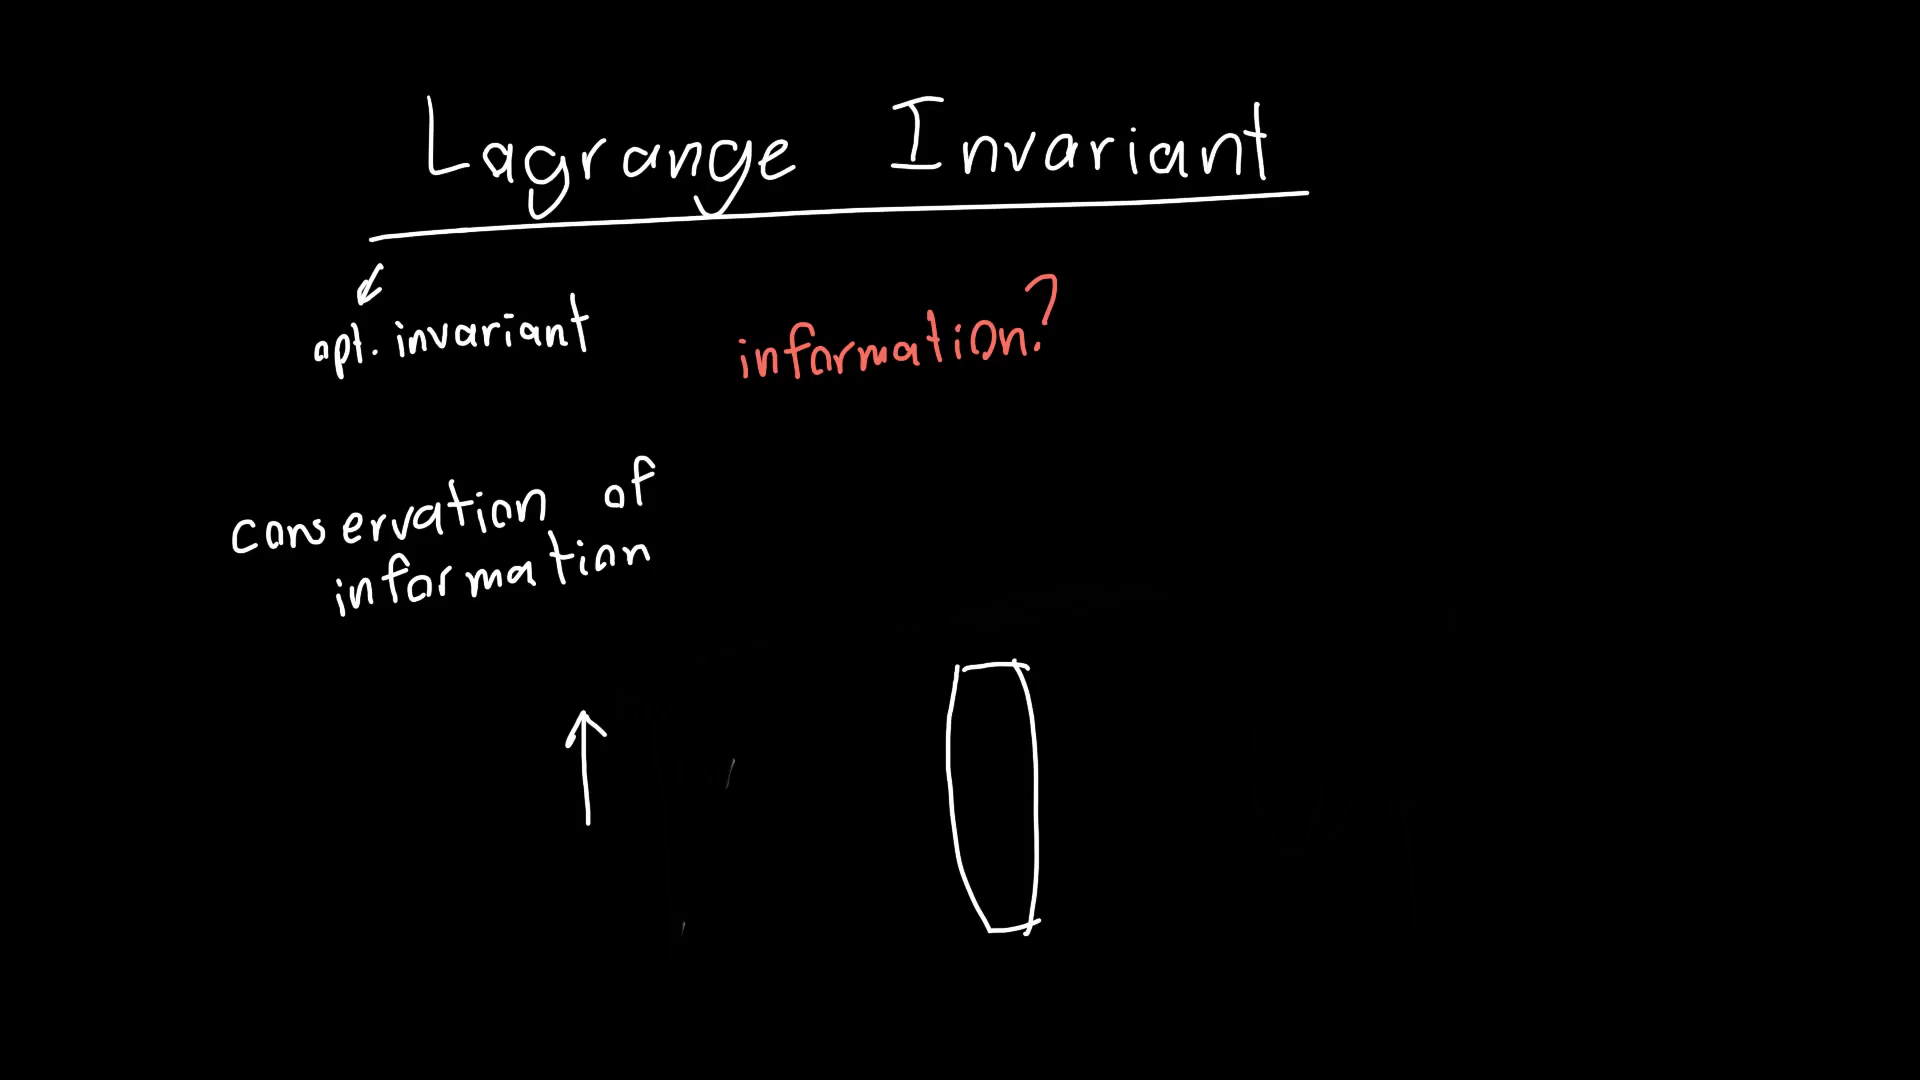 Lagrange Invariant
opt. invariant
information?
conservation of
information